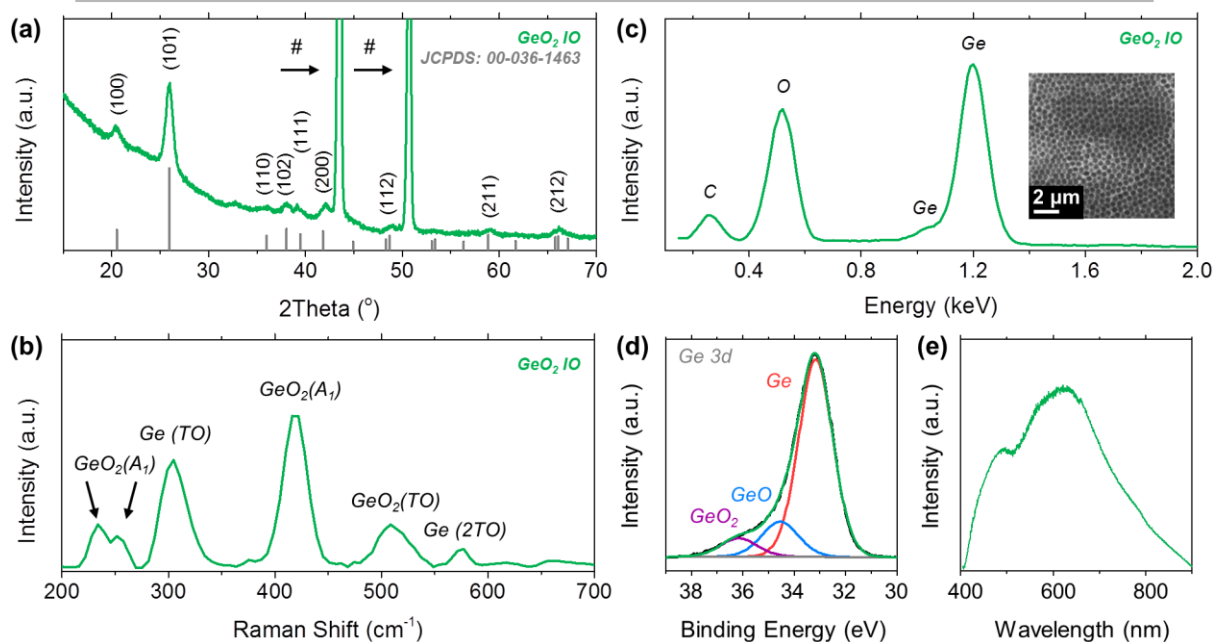 (a)
GeO₂ IO
JCPDS: 00-036-1463
#
#
(100)
(101)
(110)
(102)
(111)
(200)
(112)
(211)
(212)
Intensity (a.u.)
20 30 40 50 60 70
2Theta (°)
(b)
GeO₂ IO
GeO₂(A₁)
Ge (TO)
GeO₂(A₁)
GeO₂(TO)
Ge (2TO)
Intensity (a.u.)
200 300 400 500 600 700
Raman Shift (cm⁻¹)
(c)
GeO₂ IO
C
O
Ge
Ge
2 μm
Intensity (a.u.)
0.4 0.8 1.2 1.6 2.0
Energy (keV)
(d)
Ge 3d
Ge
GeO
GeO₂
Intensity (a.u.)
38 36 34 32 30
Binding Energy (eV)
(e)
Intensity (a.u.)
400 600 800
Wavelength (nm)